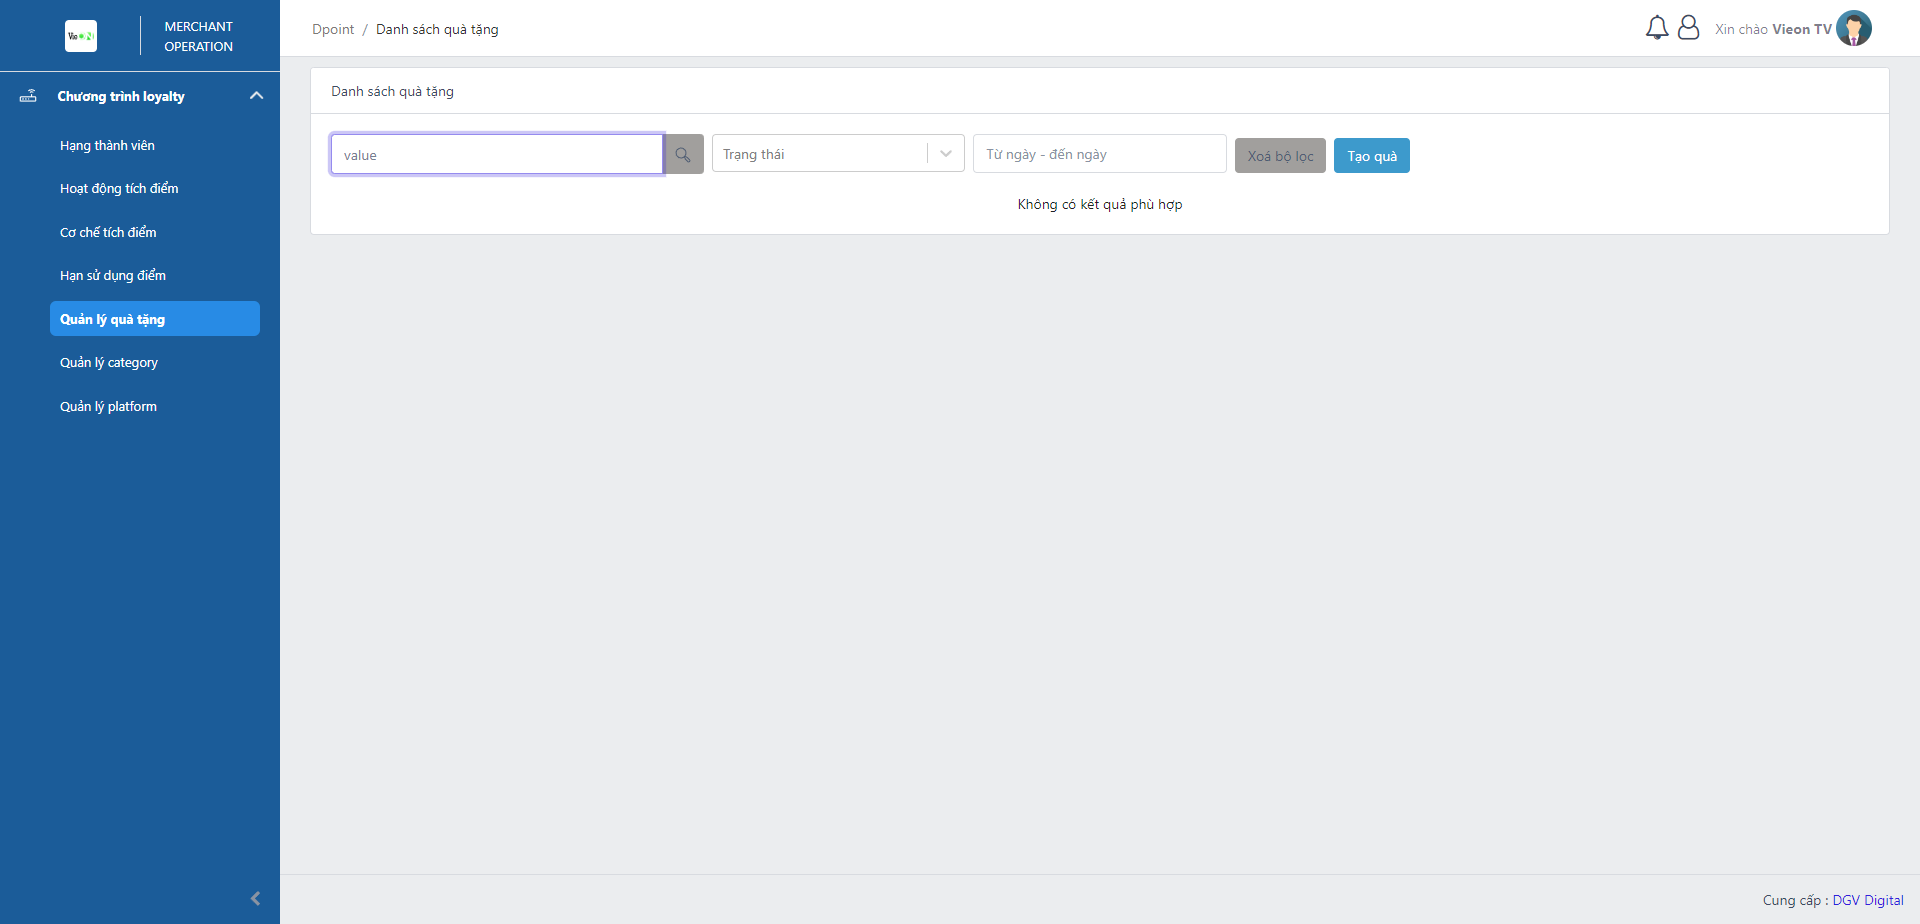 VieON
MERCHANT
OPERATION
Chương trình loyalty
Hạng thành viên
Hoạt động tích điểm
Cơ chế tích điểm
Hạn sử dụng điểm
Quản lý quà tặng
Quản lý category
Quản lý platform
Dpoint / Danh sách quà tặng
Xin chào Vieon TV
Danh sách quà tặng
value
Trạng thái
Từ ngày - đến ngày
Xoá bộ lọc
Tạo quà
Không có kết quả phù hợp
Cung cấp : DGV Digital